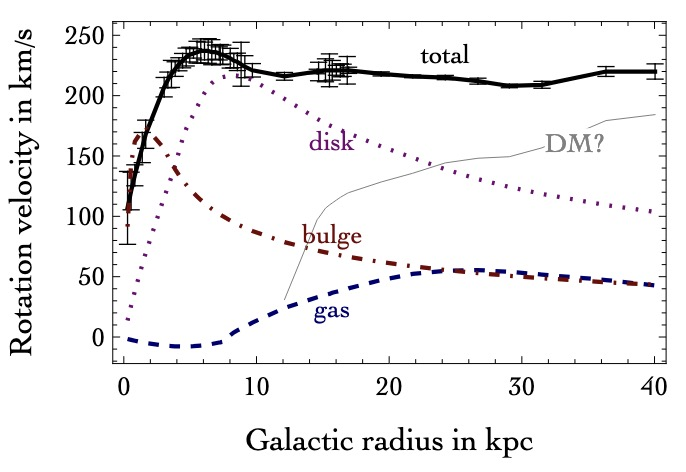 Rotation velocity in km/s
250
200
150
100
50
0
total
disk
DM?
bulge
gas
0 10 20 30 40
Galactic radius in kpc